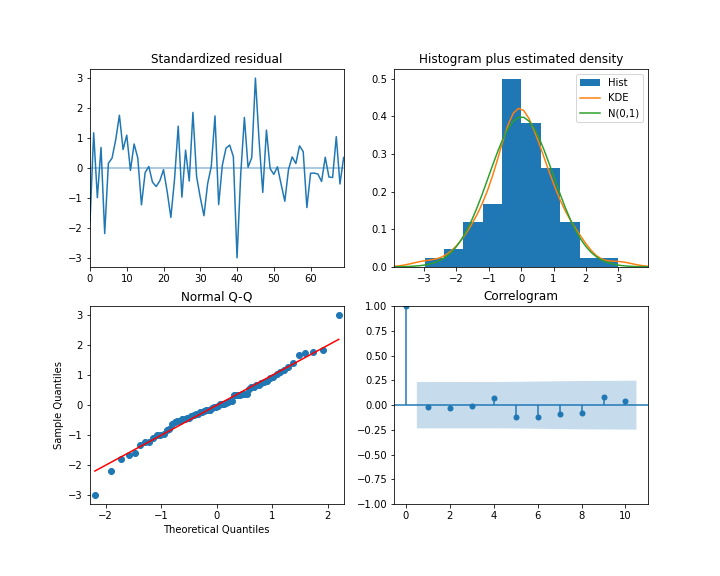 Standardized residual
3
2
1
0
−1
−2
−3
0 10 20 30 40 50 60
Histogram plus estimated density
0.5
0.4
0.3
0.2
0.1
0.0
−3 −2 −1 0 1 2 3
Hist
KDE
N(0,1)
Normal Q-Q
Sample Quantiles
3
2
1
0
−1
−2
−3
−2 −1 0 1 2
Theoretical Quantiles
Correlogram
1.00
0.75
0.50
0.25
0.00
−0.25
−0.50
−0.75
−1.00
0 2 4 6 8 10